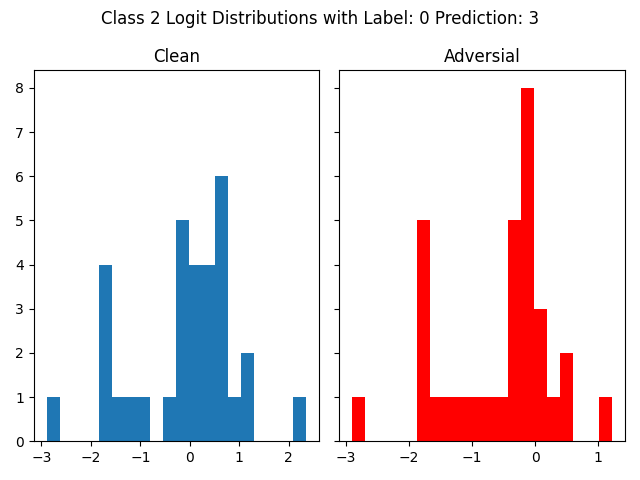 Class 2 Logit Distributions with Label: 0 Prediction: 3
Clean
Adversial
8
7
6
5
4
3
2
1
0
−3 −2 −1 0 1 2
−3 −2 −1 0 1